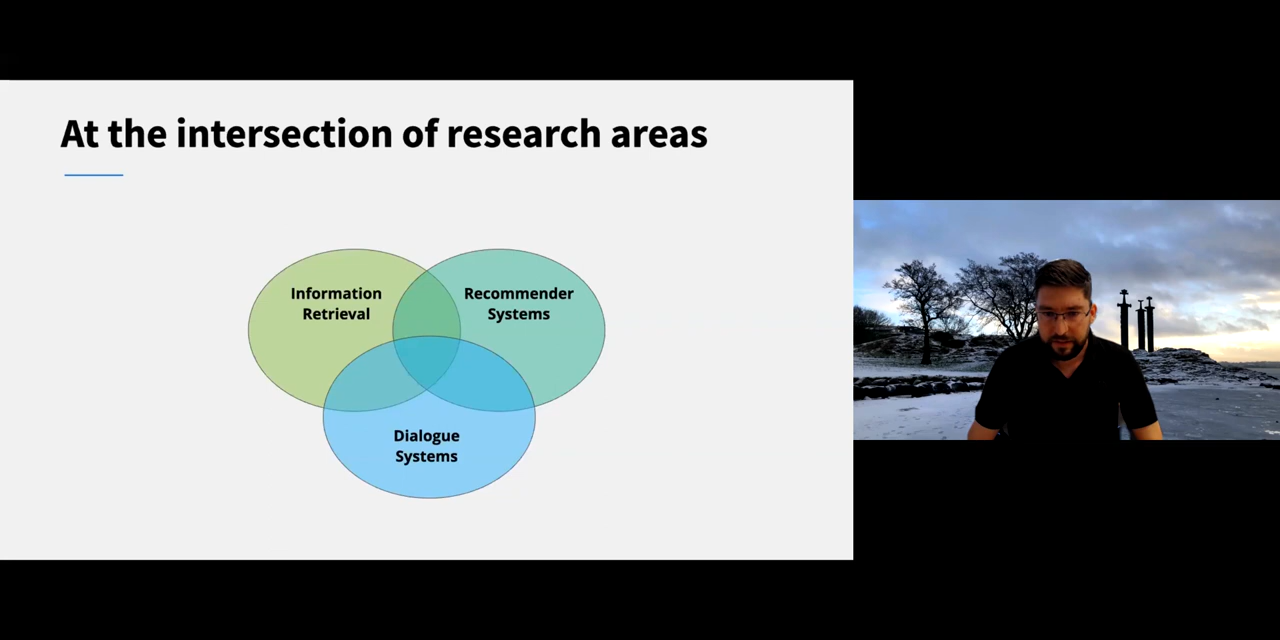 At the intersection of research areas
Information
Retrieval
Recommender
Systems
Dialogue
Systems